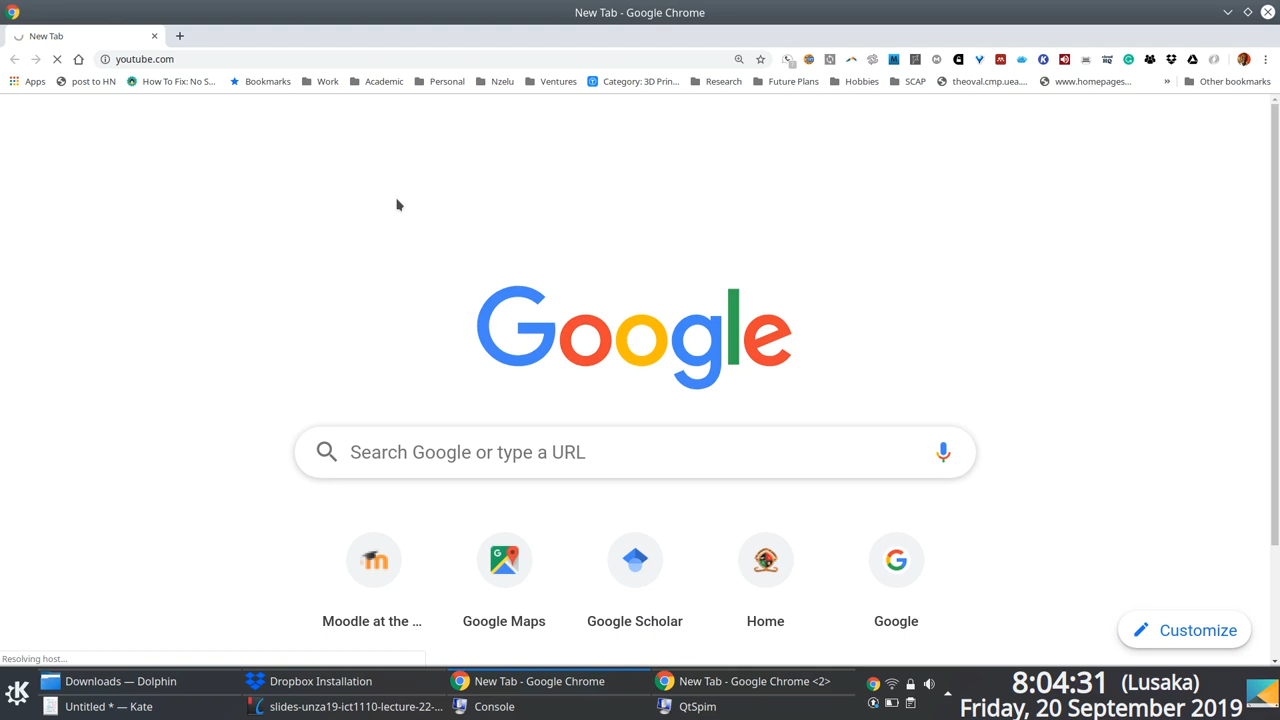 New Tab - Google Chrome
New Tab
youtube.com
Apps
post to HN
How To Fix: No S...
Bookmarks
Work
Academic
Personal
Nzelu
Ventures
Category: 3D Prin...
Research
Future Plans
Hobbies
SCAP
theoval.cmp.uea....
www.homepages...
»
Other bookmarks
Google
Search Google or type a URL
Moodle at the ...
Google Maps
Google Scholar
Home
Google
Customize
Resolving host...
Downloads — Dolphin
Dropbox Installation
New Tab - Google Chrome
New Tab - Google Chrome <2>
Untitled * — Kate
slides-unza19-ict1110-lecture-22-...
Console
QtSpim
8:04:31 (Lusaka)
Friday, 20 September 2019